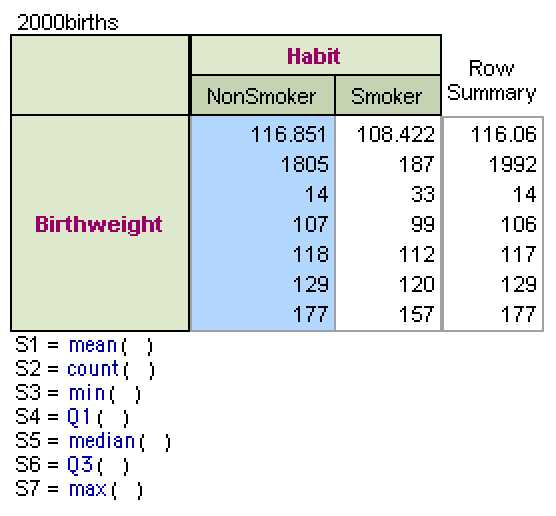 2000births
Habit
Row
NonSmoker Smoker Summary
116.851 108.422 116.06
1805 187 1992
14 33 14
Birthweight 107 99 106
118 112 117
129 120 129
177 157 177
S1 = mean( )
S2 = count( )
S3 = min( )
S4 = Q1( )
S5 = median( )
S6 = Q3( )
S7 = max( )